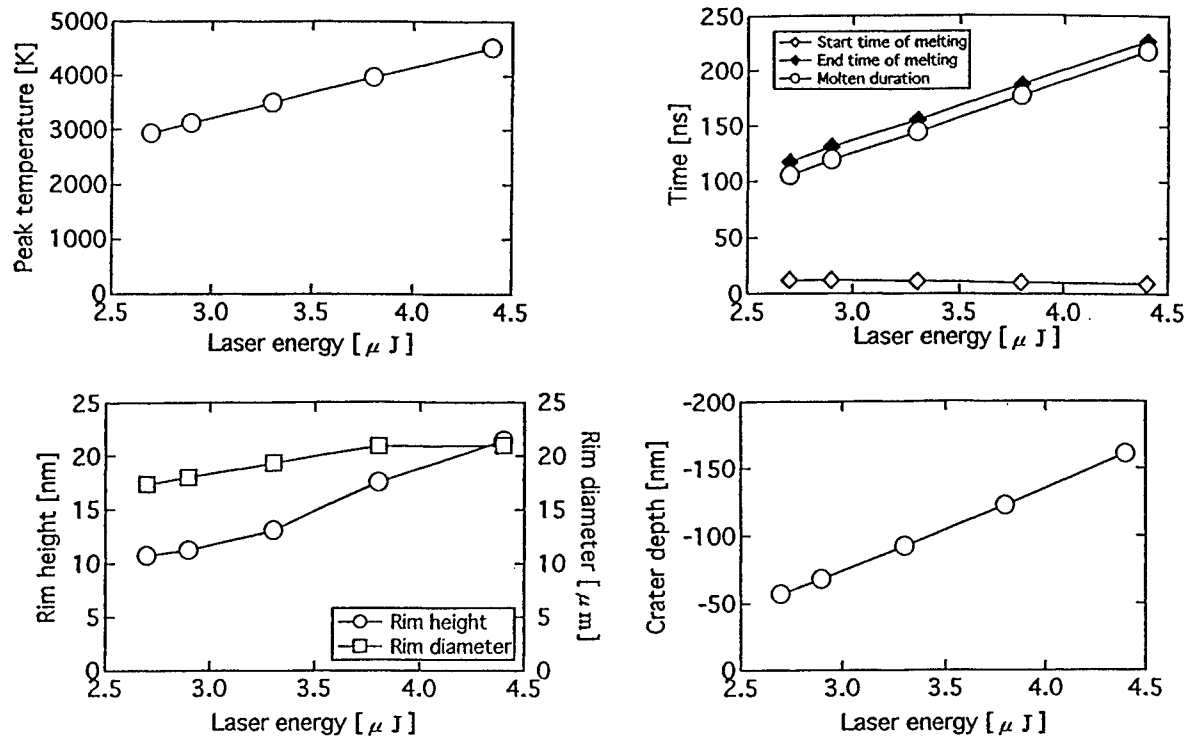 5000
4000
3000
2000
1000
0
2.5 3.0 3.5 4.0 4.5
Peak temperature [K]
Laser energy [ μ J]
250
200
150
100
50
0
2.5 3.0 3.5 4.0 4.5
Time [ns]
Start time of melting
End time of melting
Molten duration
Laser energy [ μ J]
25
20
15
10
5
0
25
20
15
10
5
0
2.5 3.0 3.5 4.0 4.5
Rim height [nm]
Rim diameter [ μ m]
Rim height
Rim diameter
Laser energy [ μ J]
-200
-150
-100
-50
0
2.5 3.0 3.5 4.0 4.5
Crater depth [nm]
Laser energy [ μ J]